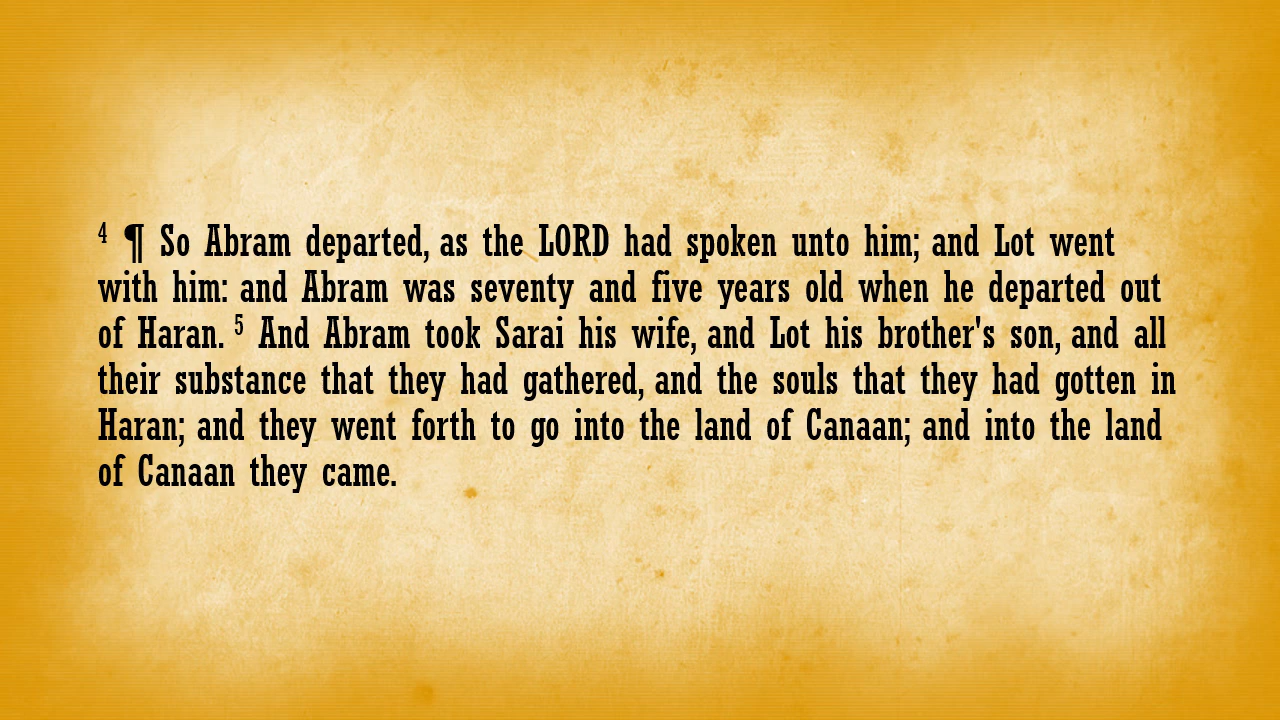 4 ¶ So Abram departed, as the LORD had spoken unto him; and Lot went
with him: and Abram was seventy and five years old when he departed out
of Haran. 5 And Abram took Sarai his wife, and Lot his brother's son, and all
their substance that they had gathered, and the souls that they had gotten in
Haran; and they went forth to go into the land of Canaan; and into the land
of Canaan they came.